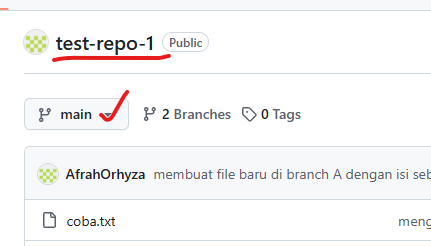 test-repo-1 Public
main 2 Branches 0 Tags
AfrahOrhyza membuat file baru di branch A dengan isi seb
coba.txt meng